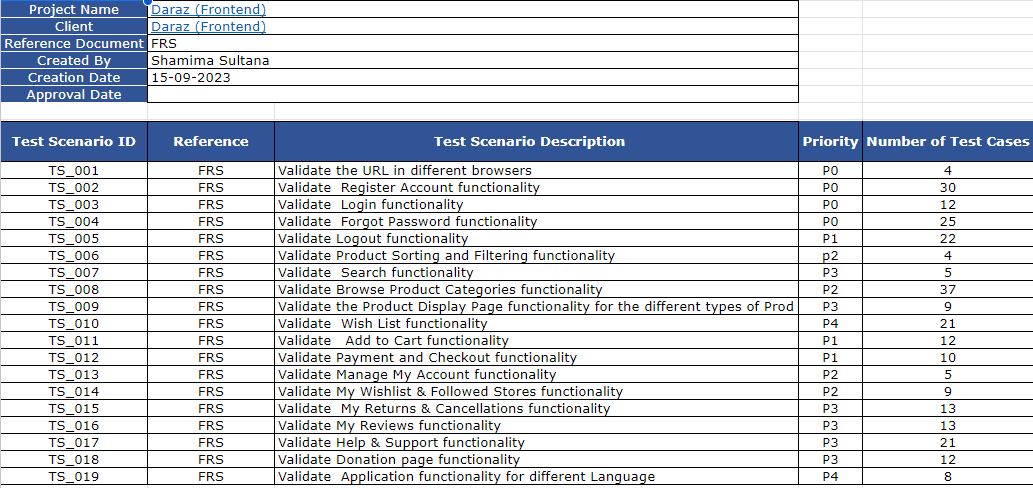 Project Name Daraz (Frontend)
Client Daraz (Frontend)
Reference Document FRS
Created By Shamima Sultana
Creation Date 15-09-2023
Approval Date
Test Scenario ID Reference Test Scenario Description Priority Number of Test Cases
TS_001 FRS Validate the URL in different browsers P0 4
TS_002 FRS Validate Register Account functionality P0 30
TS_003 FRS Validate Login functionality P0 12
TS_004 FRS Validate Forgot Password functionality P0 25
TS_005 FRS Validate Logout functionality P1 22
TS_006 FRS Validate Product Sorting and Filtering functionality p2 4
TS_007 FRS Validate Search functionality P3 5
TS_008 FRS Validate Browse Product Categories functionality P2 37
TS_009 FRS Validate the Product Display Page functionality for the different types of Prod P3 9
TS_010 FRS Validate Wish List functionality P4 21
TS_011 FRS Validate Add to Cart functionality P1 12
TS_012 FRS Validate Payment and Checkout functionality P1 10
TS_013 FRS Validate Manage My Account functionality P2 5
TS_014 FRS Validate My Wishlist & Followed Stores functionality P2 9
TS_015 FRS Validate My Returns & Cancellations functionality P3 13
TS_016 FRS Validate My Reviews functionality P3 13
TS_017 FRS Validate Help & Support functionality P3 21
TS_018 FRS Validate Donation page functionality P3 12
TS_019 FRS Validate Application functionality for different Language P4 8